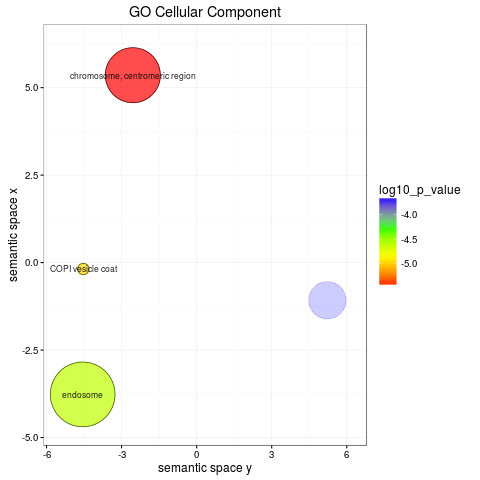 GO Cellular Component
semantic space x
5.0
2.5
0.0
-2.5
-5.0
chromosome, centromeric region
COPI vesicle coat
endosome
-6
-3
0
3
6
semantic space y
log10_p_value
-4.0
-4.5
-5.0